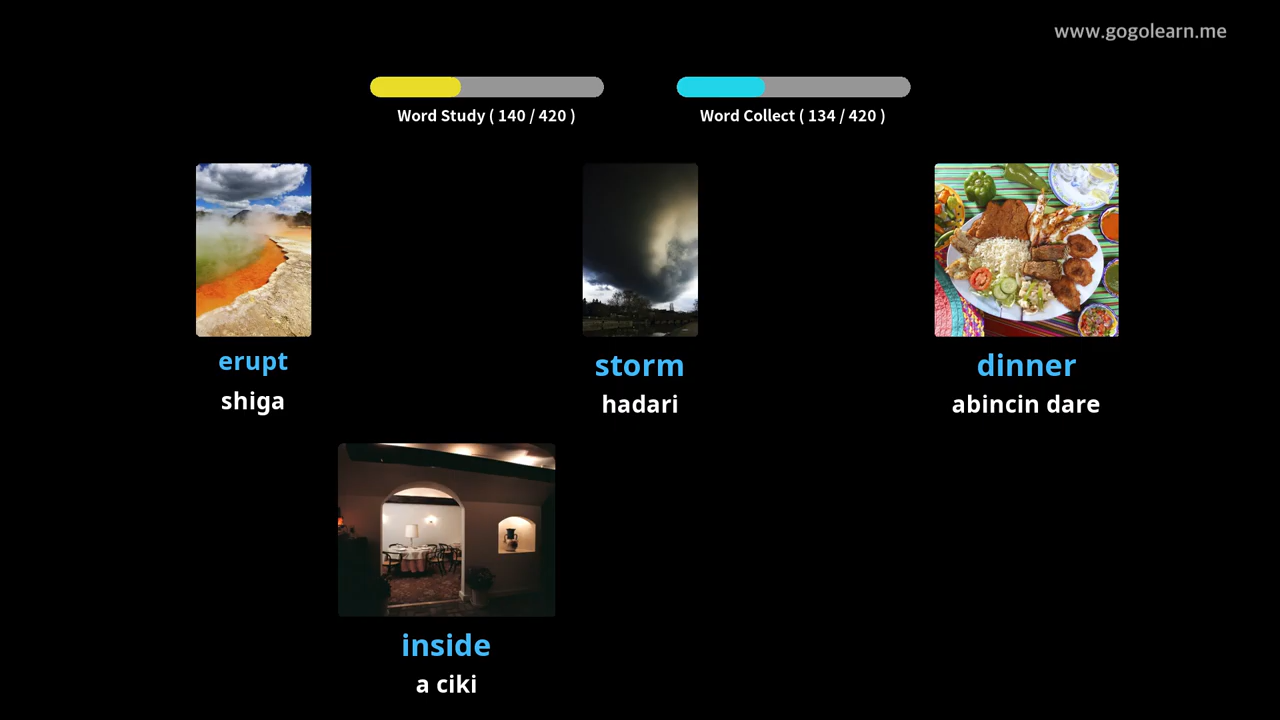 www.gogolearn.me
Word Study ( 140 / 420 )
Word Collect ( 134 / 420 )
erupt
shiga
storm
hadari
dinner
abincin dare
inside
a ciki